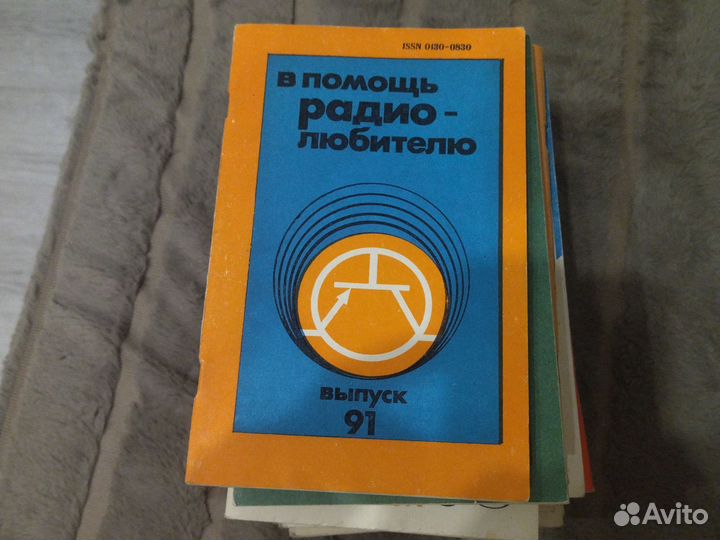 ISSN 0130-0830
В ПОМОЩЬ
РАДИО-
ЛЮБИТЕЛЮ
ВЫПУСК
91
Avito